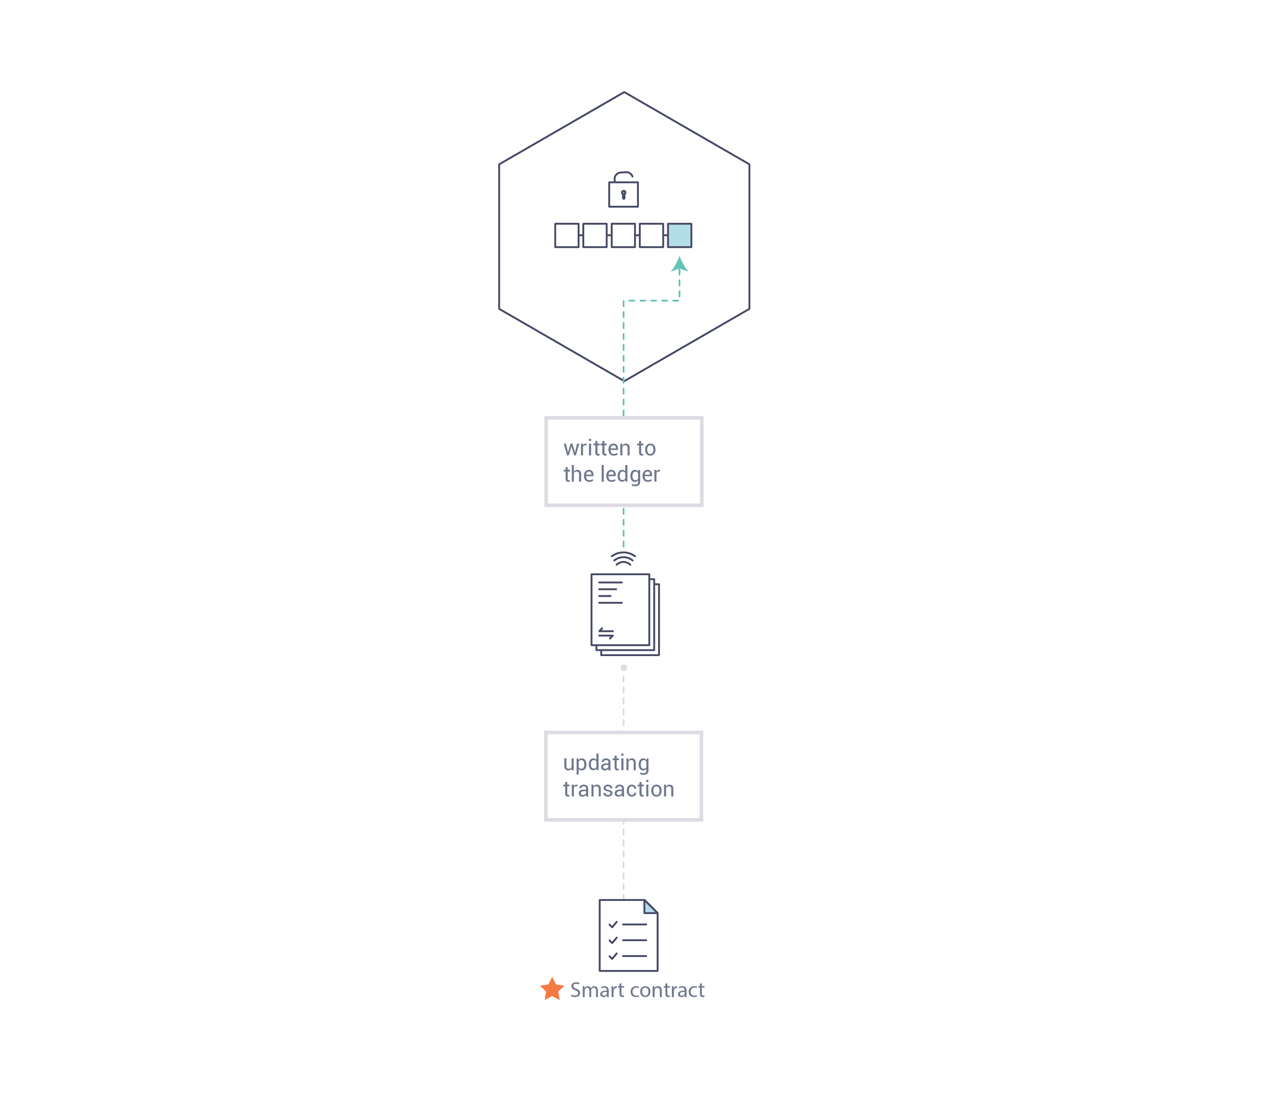 written to
the ledger
updating
transaction
Smart contract